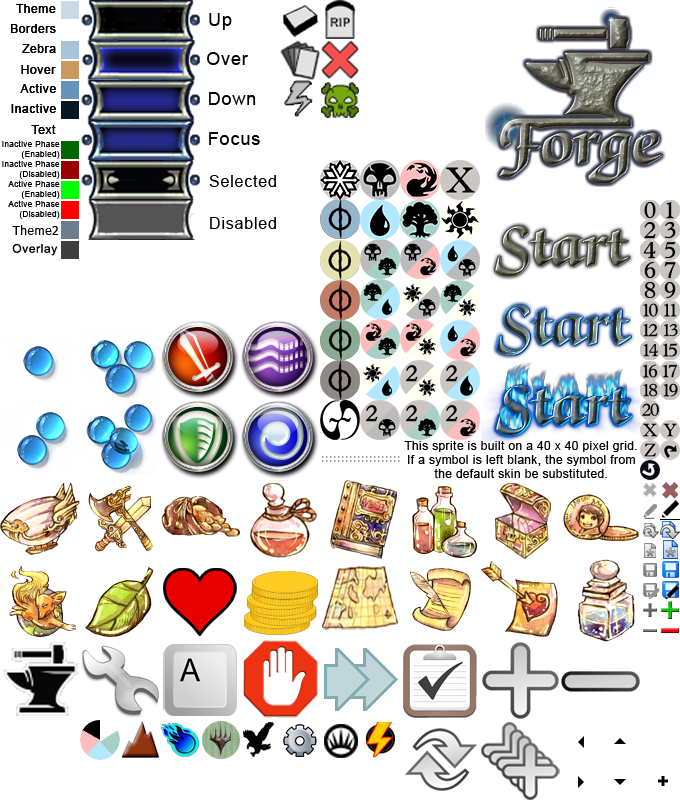 Theme
Borders
Zebra
Hover
Active
Inactive
Text
Inactive Phase
(Enabled)
Inactive Phase
(Disabled)
Active Phase
(Enabled)
Active Phase
(Disabled)
Theme2
Overlay
Up
Over
Down
Focus
Selected
Disabled
RIP
Forge
X
Start
Start
Start
2
2
2
2
2
0 1
2 3
4 5
6 7
8 9
10 11
12 13
14 15
16 17
18 19
20
X Y
Z
This sprite is built on a 40 x 40 pixel grid.
If a symbol is left blank, the symbol from
the default skin be substituted.
A